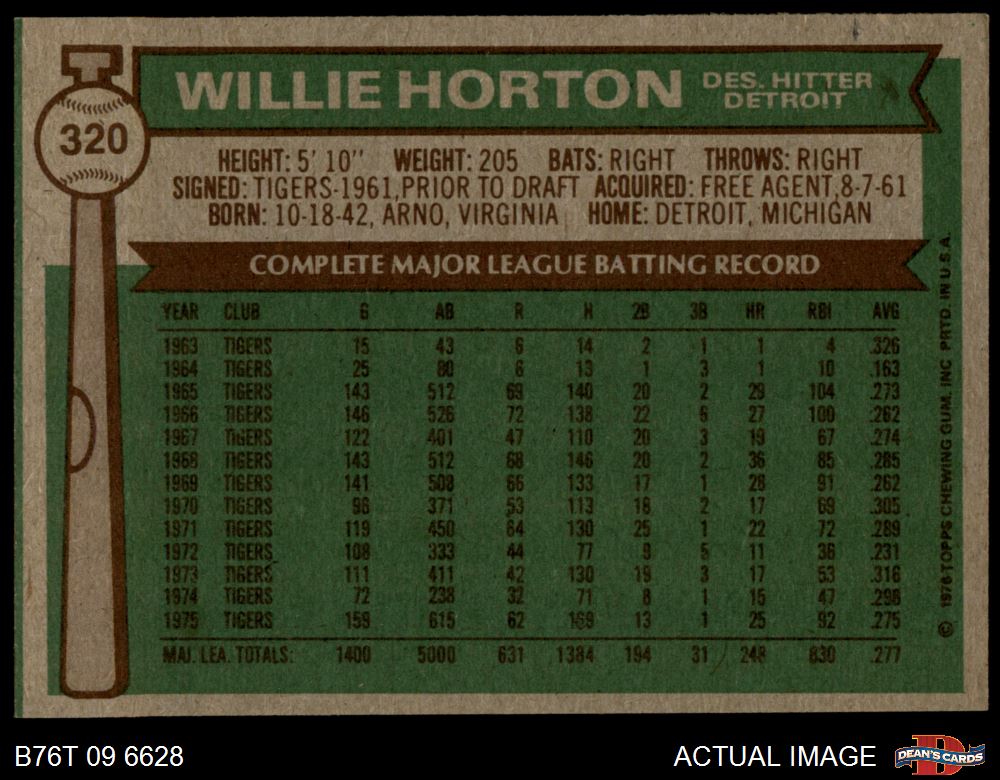 320
WILLIE HORTON DES. HITTER
DETROIT
HEIGHT: 5' 10" WEIGHT: 205 BATS: RIGHT THROWS: RIGHT
SIGNED: TIGERS-1961, PRIOR TO DRAFT ACQUIRED: FREE AGENT, 8-7-61
BORN: 10-18-42, ARNO, VIRGINIA HOME: DETROIT, MICHIGAN
COMPLETE MAJOR LEAGUE BATTING RECORD
YEAR CLUB G AB R H 2B 3B HR RBI AVG
1963 TIGERS 15 43 6 14 2 1 1 4 .326
1964 TIGERS 25 80 6 13 1 3 1 10 .163
1965 TIGERS 143 512 69 140 20 2 29 104 .273
1966 TIGERS 146 526 72 138 22 6 27 100 .262
1967 TIGERS 122 401 47 110 20 3 19 67 .274
1968 TIGERS 143 512 68 146 20 2 36 85 .285
1969 TIGERS 141 508 66 133 17 1 28 91 .262
1970 TIGERS 96 371 53 113 18 2 17 69 .305
1971 TIGERS 119 450 64 130 25 1 22 72 .289
1972 TIGERS 108 333 44 77 9 5 11 36 .231
1973 TIGERS 111 411 42 130 19 3 17 53 .316
1974 TIGERS 72 238 32 71 8 1 15 47 .298
1975 TIGERS 159 615 62 169 13 1 25 92 .275
MAJ. LEA. TOTALS: 1400 5000 631 1384 194 31 248 830 .277
© 1976 TOPPS CHEWING GUM, INC PRTD. IN U.S.A.
B76T 09 6628 ACTUAL IMAGE DEAN'S CARDS